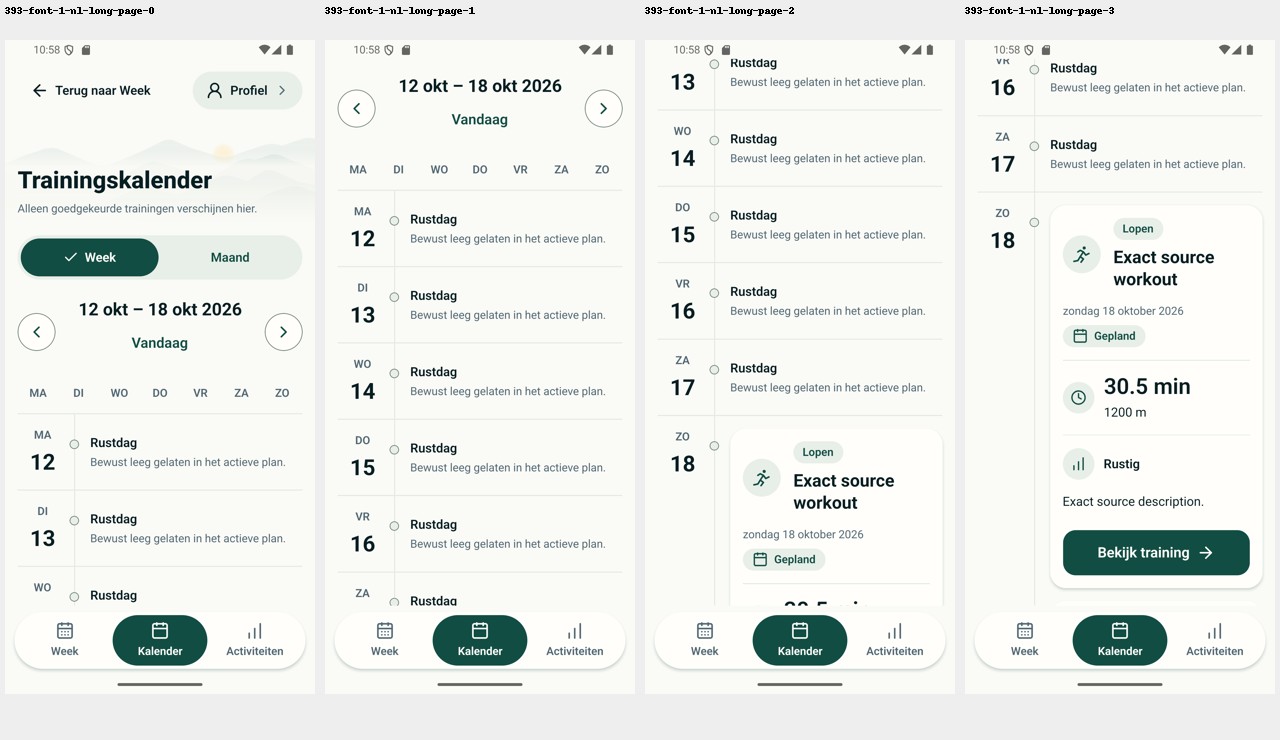 393-font-1-nl-long-page-0
10:58
Terug naar Week
Profiel
Trainingskalender
Alleen goedgekeurde trainingen verschijnen hier.
Week
Maand
12 okt – 18 okt 2026
Vandaag
MA DI WO DO VR ZA ZO
MA
12
Rustdag
Bewust leeg gelaten in het actieve plan.
DI
13
Rustdag
Bewust leeg gelaten in het actieve plan.
WO
Rustdag
Week
Kalender
Activiteiten
393-font-1-nl-long-page-1
10:58
12 okt – 18 okt 2026
Vandaag
MA DI WO DO VR ZA ZO
MA
12
Rustdag
Bewust leeg gelaten in het actieve plan.
DI
13
Rustdag
Bewust leeg gelaten in het actieve plan.
WO
14
Rustdag
Bewust leeg gelaten in het actieve plan.
DO
15
Rustdag
Bewust leeg gelaten in het actieve plan.
VR
16
Rustdag
Bewust leeg gelaten in het actieve plan.
ZA
Rustdag
Week
Kalender
Activiteiten
393-font-1-nl-long-page-2
10:58
13
Rustdag
Bewust leeg gelaten in het actieve plan.
WO
14
Rustdag
Bewust leeg gelaten in het actieve plan.
DO
15
Rustdag
Bewust leeg gelaten in het actieve plan.
VR
16
Rustdag
Bewust leeg gelaten in het actieve plan.
ZA
17
Rustdag
Bewust leeg gelaten in het actieve plan.
ZO
18
Lopen
Exact source
workout
zondag 18 oktober 2026
Gepland
Week
Kalender
Activiteiten
393-font-1-nl-long-page-3
10:58
VR
16
Rustdag
Bewust leeg gelaten in het actieve plan.
ZA
17
Rustdag
Bewust leeg gelaten in het actieve plan.
ZO
18
Lopen
Exact source
workout
zondag 18 oktober 2026
Gepland
30.5 min
1200 m
Rustig
Exact source description.
Bekijk training
Week
Kalender
Activiteiten